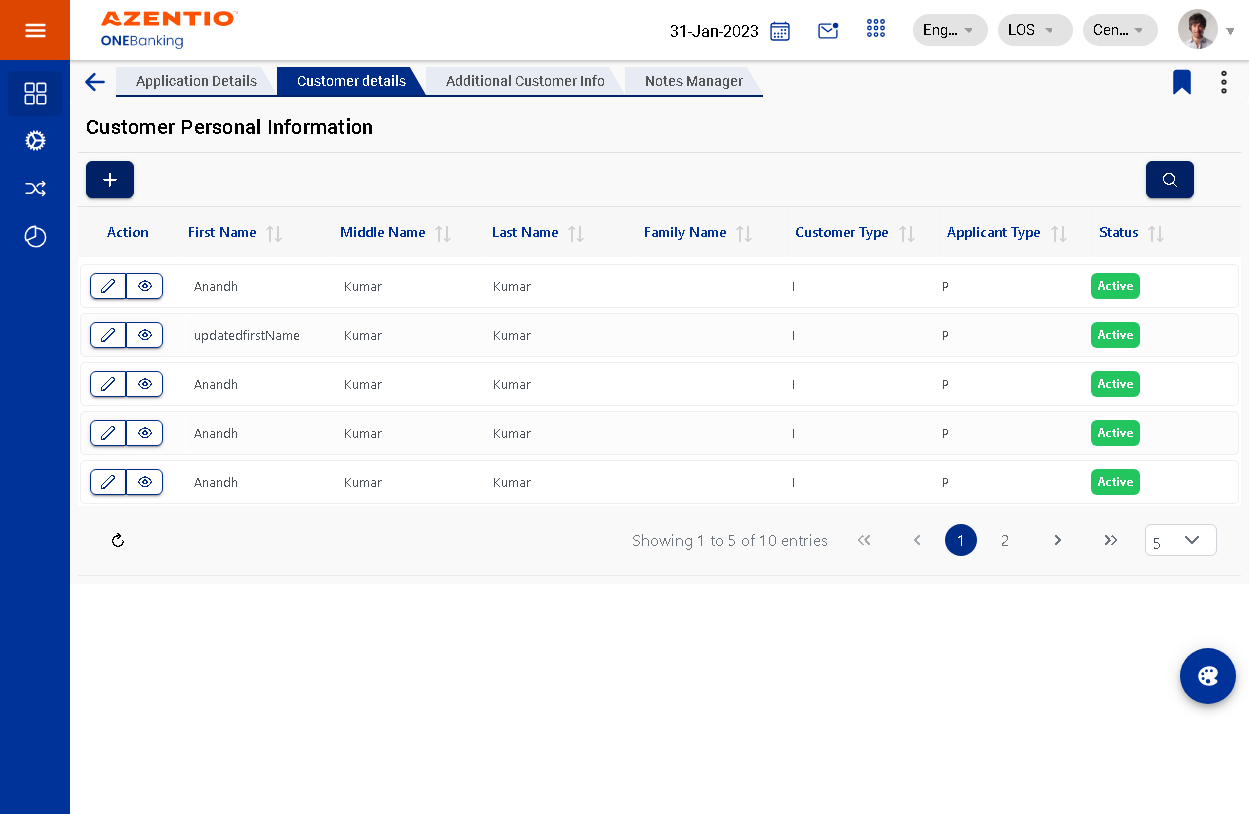 AZENTIO™
ONEBanking
31-Jan-2023 Eng... LOS Cen...
Application Details Customer details Additional Customer Info Notes Manager
Customer Personal Information
Action First Name Middle Name Last Name Family Name Customer Type Applicant Type Status
Anandh Kumar Kumar I P Active
updatedfirstName Kumar Kumar I P Active
Anandh Kumar Kumar I P Active
Anandh Kumar Kumar I P Active
Anandh Kumar Kumar I P Active
Showing 1 to 5 of 10 entries 1 2 5